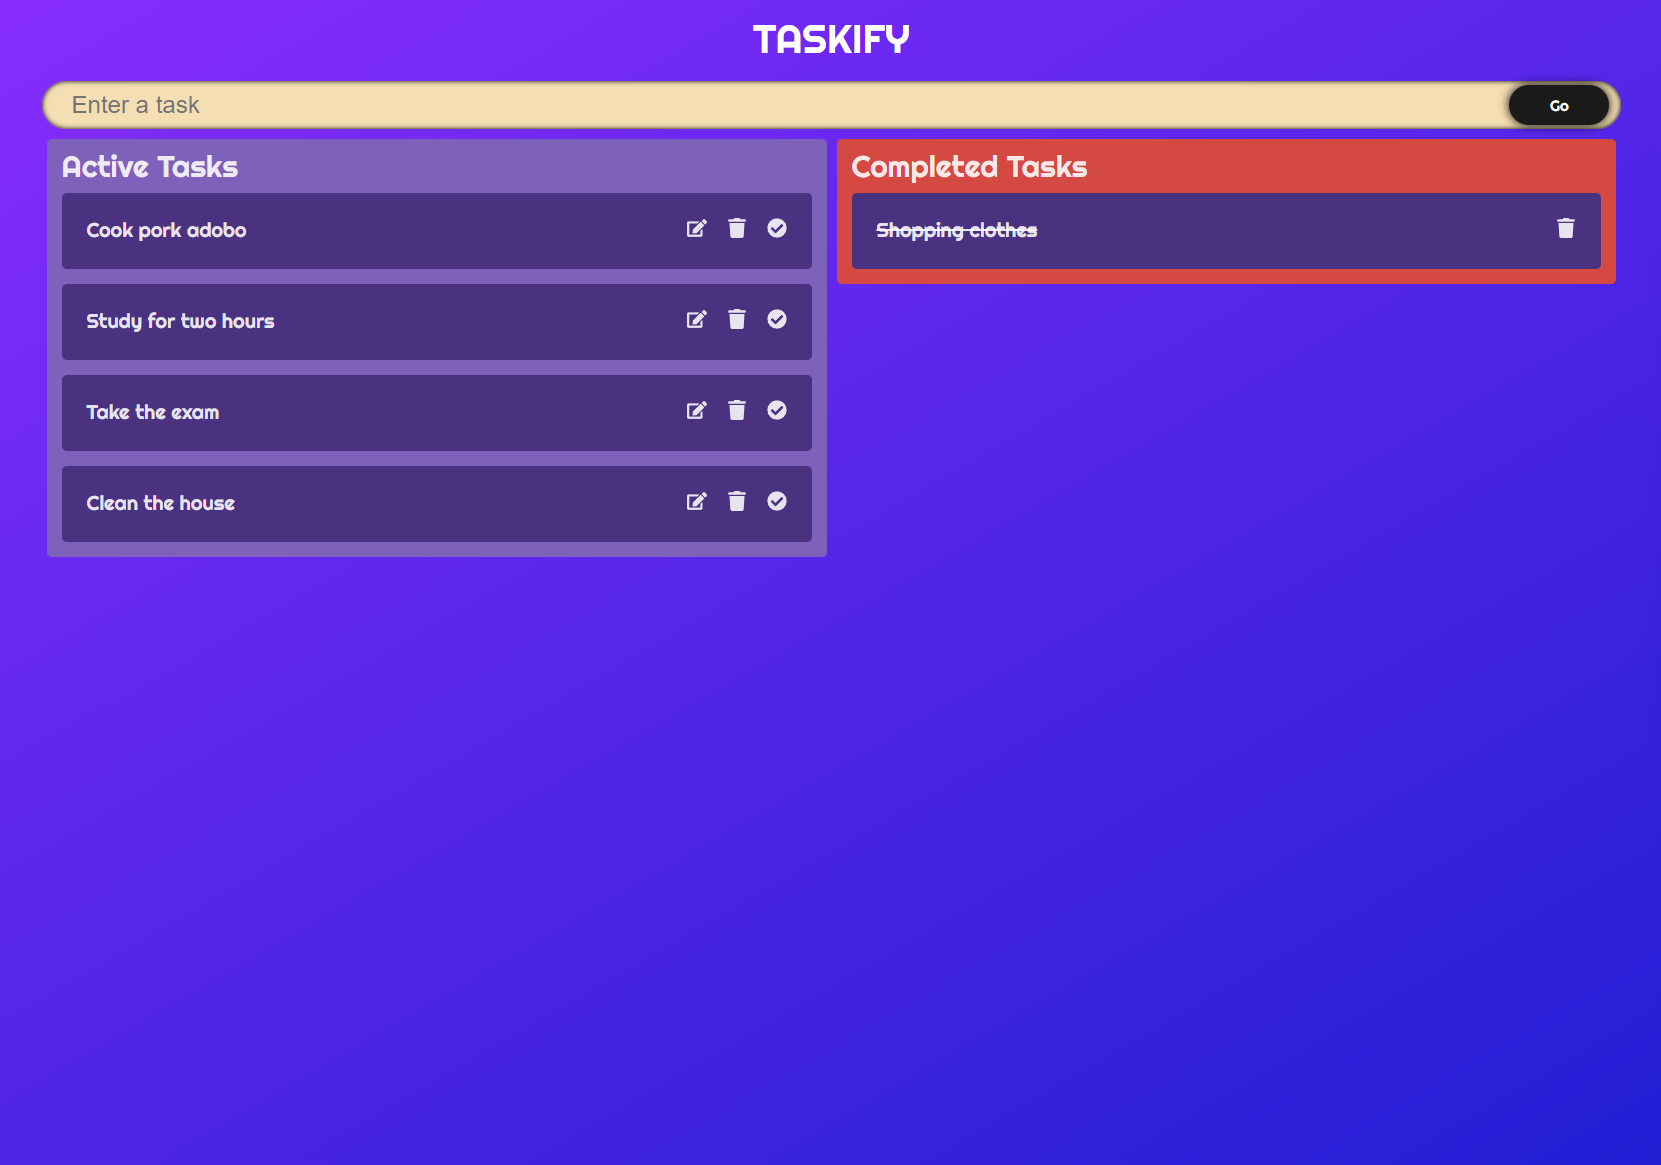 TASKIFY
Enter a task
Go
Active Tasks
Cook pork adobo
Study for two hours
Take the exam
Clean the house
Completed Tasks
Shopping clothes